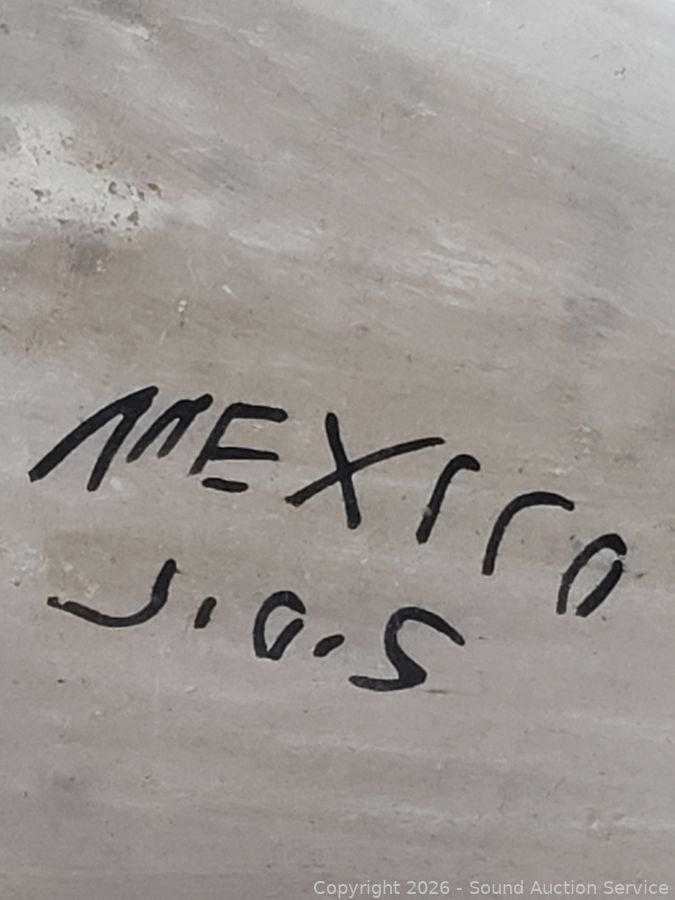 MEXICO
J.O.S
Copyright 2026 - Sound Auction Service